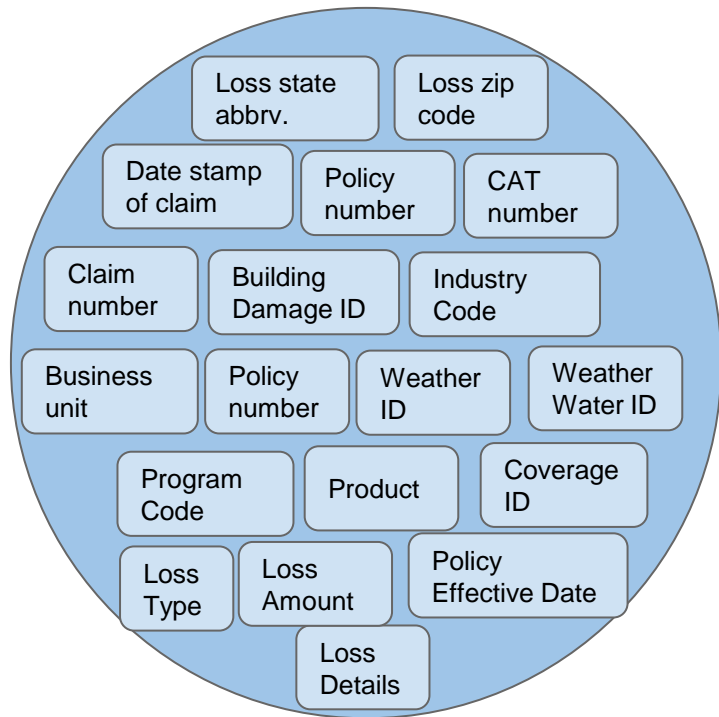 Loss state
abbrv.
Loss zip
code
Date stamp
of claim
Policy
number
CAT
number
Claim
number
Building
Damage ID
Industry
Code
Business
unit
Policy
number
Weather
ID
Weather
Water ID
Program
Code
Product
Coverage
ID
Loss
Type
Loss
Amount
Policy
Effective Date
Loss
Details